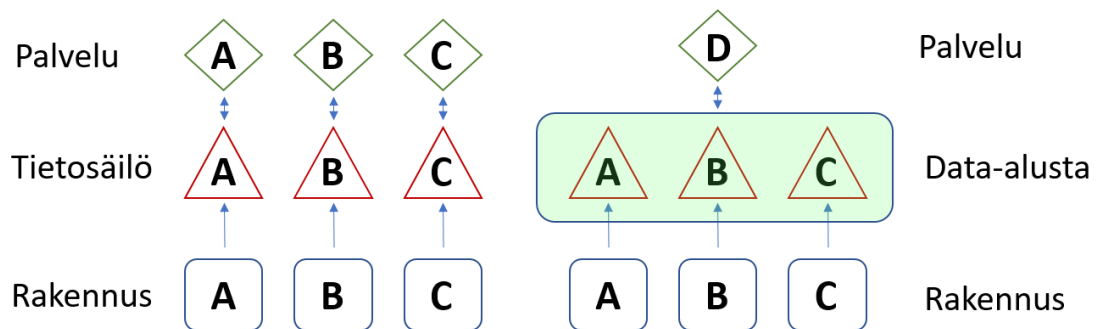 Palvelu A B C D Palvelu
Tietosäilö A B C A B C Data-alusta
Rakennus A B C A B C Rakennus